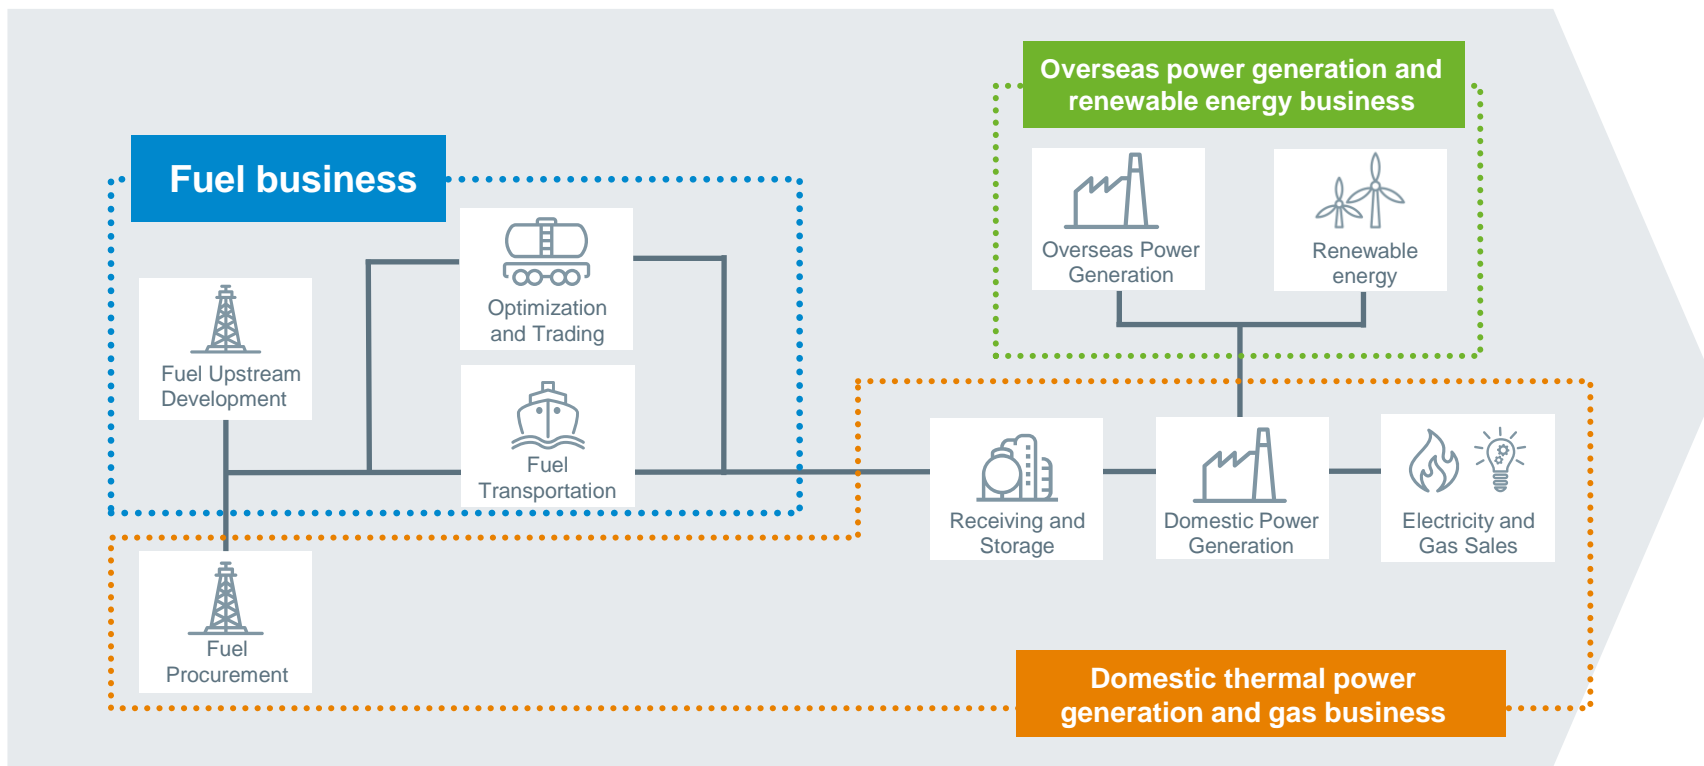 Overseas power generation and
renewable energy business
Overseas Power
Generation
Renewable
energy
Fuel business
Optimization
and Trading
Fuel Upstream
Development
Fuel
Transportation
Fuel
Procurement
Receiving and
Storage
Domestic Power
Generation
Electricity and
Gas Sales
Domestic thermal power
generation and gas business